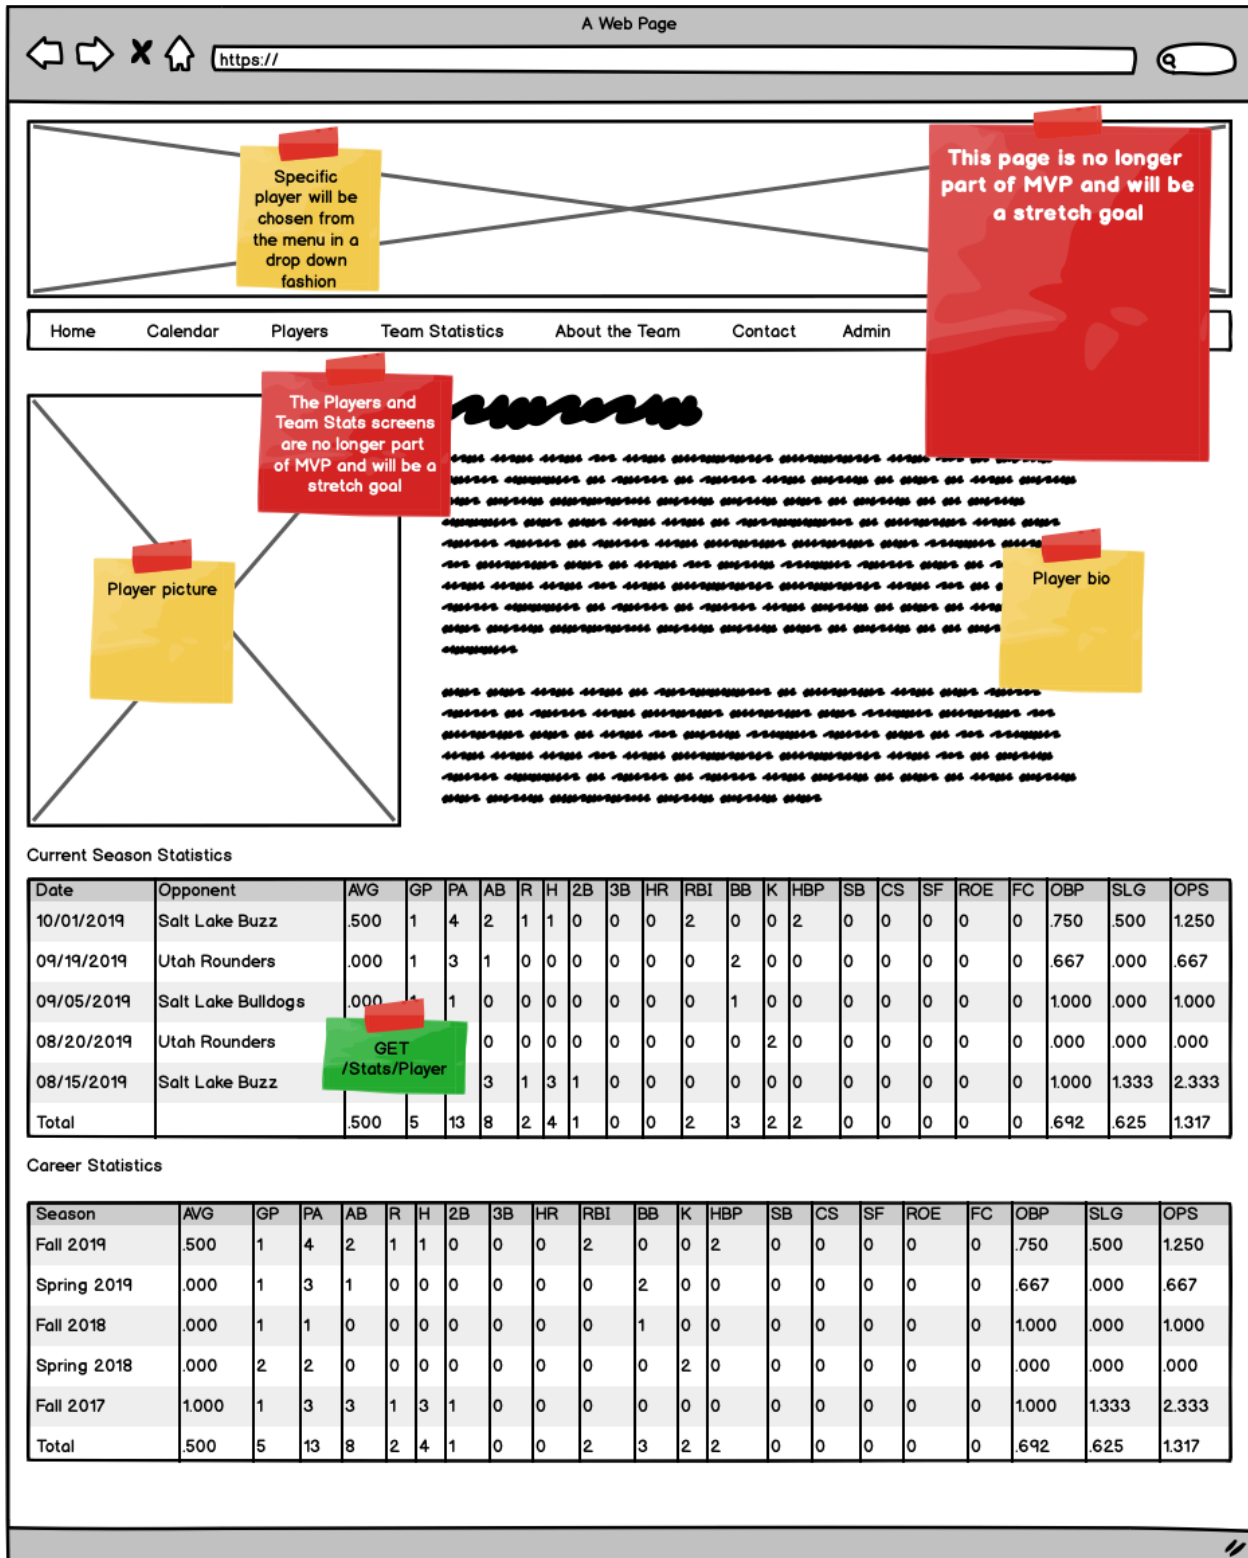 A Web Page
https://
Specific
player will be
chosen from
the menu in a
drop down
fashion
This page is no longer
part of MVP and will be
a stretch goal
Home Calendar Players Team Statistics About the Team Contact Admin
The Players and
Team Stats screens
are no longer part
of MVP and will be a
stretch goal
Player picture
Player bio
Current Season Statistics
Date Opponent AVG GP PA AB R H 2B 3B HR RBI BB K HBP SB CS SF ROE FC OBP SLG OPS
10/01/2019 Salt Lake Buzz .500 1 4 2 1 1 0 0 0 2 0 0 2 0 0 0 0 0 .750 .500 1.250
09/19/2019 Utah Rounders .000 1 3 1 0 0 0 0 0 0 2 0 0 0 0 0 0 0 .667 .000 .667
09/05/2019 Salt Lake Bulldogs .000 1 1 0 0 0 0 0 0 0 1 0 0 0 0 0 0 0 1.000 .000 1.000
08/20/2019 Utah Rounders 0 0 0 0 0 0 0 0 2 0 0 0 0 0 0 .000 .000 .000
GET
/Stats/Player
08/15/2019 Salt Lake Buzz 3 1 3 1 0 0 0 0 0 0 0 0 0 0 0 1.000 1.333 2.333
Total .500 5 13 8 2 4 1 0 0 2 3 2 2 0 0 0 0 0 .692 .625 1.317
Career Statistics
Season AVG GP PA AB R H 2B 3B HR RBI BB K HBP SB CS SF ROE FC OBP SLG OPS
Fall 2019 .500 1 4 2 1 1 0 0 0 2 0 0 2 0 0 0 0 0 .750 .500 1.250
Spring 2019 .000 1 3 1 0 0 0 0 0 0 2 0 0 0 0 0 0 0 .667 .000 .667
Fall 2018 .000 1 1 0 0 0 0 0 0 0 1 0 0 0 0 0 0 0 1.000 .000 1.000
Spring 2018 .000 2 2 0 0 0 0 0 0 0 0 2 0 0 0 0 0 0 .000 .000 .000
Fall 2017 1.000 1 3 3 1 3 1 0 0 0 0 0 0 0 0 0 0 0 1.000 1.333 2.333
Total .500 5 13 8 2 4 1 0 0 2 3 2 2 0 0 0 0 0 .692 .625 1.317